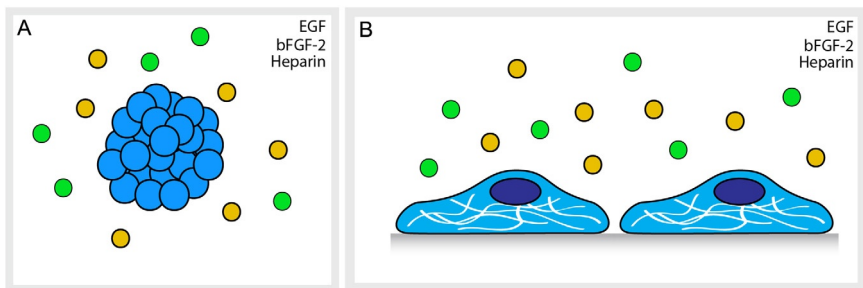 A
EGF
bFGF-2
Heparin
B
EGF
bFGF-2
Heparin